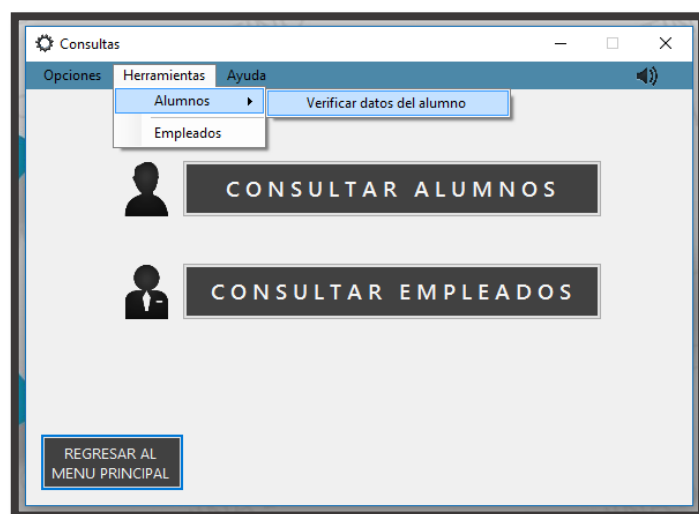 Consultas
Opciones Herramientas Ayuda
Alumnos Verificar datos del alumno
Empleados
CONSULTAR ALUMNOS
CONSULTAR EMPLEADOS
REGRESAR AL
MENU PRINCIPAL